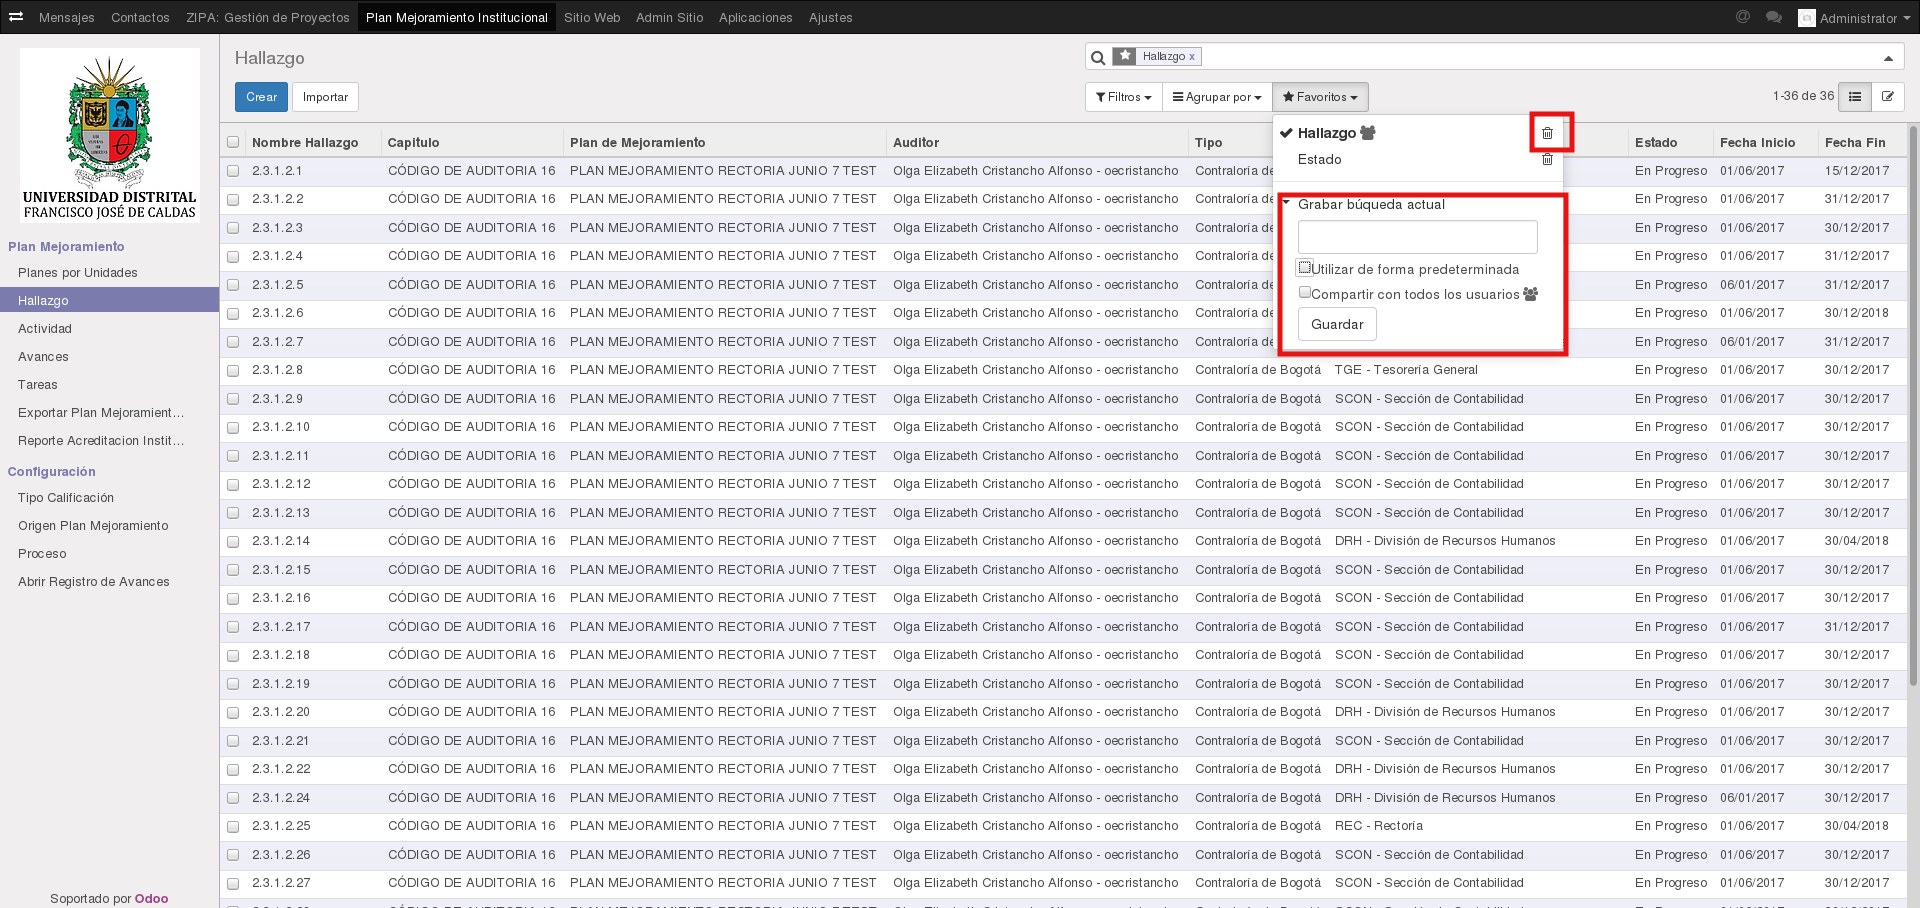 Mensajes Contactos ZIPA: Gestión de Proyectos Plan Mejoramiento Institucional Sitio Web Admin Sitio Aplicaciones Ajustes @ Administrator
UNIVERSIDAD DISTRITAL
FRANCISCO JOSÉ DE CALDAS
Plan Mejoramiento
Planes por Unidades
Hallazgo
Actividad
Avances
Tareas
Exportar Plan Mejoramient...
Reporte Acreditacion Instit...
Configuración
Tipo Calificación
Origen Plan Mejoramiento
Proceso
Abrir Registro de Avances
Soportado por Odoo
Hallazgo
Hallazgo x
Crear Importar
Filtros Agrupar por Favoritos
1-36 de 36
Hallazgo
Estado
Grabar búqueda actual
Utilizar de forma predeterminada
Compartir con todos los usuarios
Guardar
Nombre Hallazgo Capitulo Plan de Mejoramiento Auditor Tipo Estado Fecha Inicio Fecha Fin
2.3.1.2.1 CÓDIGO DE AUDITORIA 16 PLAN MEJORAMIENTO RECTORIA JUNIO 7 TEST Olga Elizabeth Cristancho Alfonso - oecristancho Contraloría de En Progreso 01/06/2017 15/12/2017
2.3.1.2.2 CÓDIGO DE AUDITORIA 16 PLAN MEJORAMIENTO RECTORIA JUNIO 7 TEST Olga Elizabeth Cristancho Alfonso - oecristancho Contraloría de En Progreso 01/06/2017 31/12/2017
2.3.1.2.3 CÓDIGO DE AUDITORIA 16 PLAN MEJORAMIENTO RECTORIA JUNIO 7 TEST Olga Elizabeth Cristancho Alfonso - oecristancho Contraloría de En Progreso 01/06/2017 30/12/2017
2.3.1.2.4 CÓDIGO DE AUDITORIA 16 PLAN MEJORAMIENTO RECTORIA JUNIO 7 TEST Olga Elizabeth Cristancho Alfonso - oecristancho Contraloría de En Progreso 01/06/2017 31/12/2017
2.3.1.2.5 CÓDIGO DE AUDITORIA 16 PLAN MEJORAMIENTO RECTORIA JUNIO 7 TEST Olga Elizabeth Cristancho Alfonso - oecristancho Contraloría de En Progreso 06/01/2017 31/12/2017
2.3.1.2.6 CÓDIGO DE AUDITORIA 16 PLAN MEJORAMIENTO RECTORIA JUNIO 7 TEST Olga Elizabeth Cristancho Alfonso - oecristancho Contraloría de En Progreso 01/06/2017 30/12/2018
2.3.1.2.7 CÓDIGO DE AUDITORIA 16 PLAN MEJORAMIENTO RECTORIA JUNIO 7 TEST Olga Elizabeth Cristancho Alfonso - oecristancho Contraloría de En Progreso 06/01/2017 31/12/2017
2.3.1.2.8 CÓDIGO DE AUDITORIA 16 PLAN MEJORAMIENTO RECTORIA JUNIO 7 TEST Olga Elizabeth Cristancho Alfonso - oecristancho Contraloría de Bogotá TGE - Tesorería General En Progreso 01/06/2017 30/12/2017
2.3.1.2.9 CÓDIGO DE AUDITORIA 16 PLAN MEJORAMIENTO RECTORIA JUNIO 7 TEST Olga Elizabeth Cristancho Alfonso - oecristancho Contraloría de Bogotá SCON - Sección de Contabilidad En Progreso 01/06/2017 30/12/2017
2.3.1.2.10 CÓDIGO DE AUDITORIA 16 PLAN MEJORAMIENTO RECTORIA JUNIO 7 TEST Olga Elizabeth Cristancho Alfonso - oecristancho Contraloría de Bogotá SCON - Sección de Contabilidad En Progreso 01/06/2017 30/12/2017
2.3.1.2.11 CÓDIGO DE AUDITORIA 16 PLAN MEJORAMIENTO RECTORIA JUNIO 7 TEST Olga Elizabeth Cristancho Alfonso - oecristancho Contraloría de Bogotá SCON - Sección de Contabilidad En Progreso 01/06/2017 30/12/2017
2.3.1.2.12 CÓDIGO DE AUDITORIA 16 PLAN MEJORAMIENTO RECTORIA JUNIO 7 TEST Olga Elizabeth Cristancho Alfonso - oecristancho Contraloría de Bogotá SCON - Sección de Contabilidad En Progreso 01/06/2017 30/12/2017
2.3.1.2.13 CÓDIGO DE AUDITORIA 16 PLAN MEJORAMIENTO RECTORIA JUNIO 7 TEST Olga Elizabeth Cristancho Alfonso - oecristancho Contraloría de Bogotá SCON - Sección de Contabilidad En Progreso 01/06/2017 30/12/2017
2.3.1.2.14 CÓDIGO DE AUDITORIA 16 PLAN MEJORAMIENTO RECTORIA JUNIO 7 TEST Olga Elizabeth Cristancho Alfonso - oecristancho Contraloría de Bogotá DRH - División de Recursos Humanos En Progreso 01/06/2017 30/04/2018
2.3.1.2.15 CÓDIGO DE AUDITORIA 16 PLAN MEJORAMIENTO RECTORIA JUNIO 7 TEST Olga Elizabeth Cristancho Alfonso - oecristancho Contraloría de Bogotá SCON - Sección de Contabilidad En Progreso 01/06/2017 30/12/2017
2.3.1.2.16 CÓDIGO DE AUDITORIA 16 PLAN MEJORAMIENTO RECTORIA JUNIO 7 TEST Olga Elizabeth Cristancho Alfonso - oecristancho Contraloría de Bogotá SCON - Sección de Contabilidad En Progreso 01/06/2017 30/12/2017
2.3.1.2.17 CÓDIGO DE AUDITORIA 16 PLAN MEJORAMIENTO RECTORIA JUNIO 7 TEST Olga Elizabeth Cristancho Alfonso - oecristancho Contraloría de Bogotá SCON - Sección de Contabilidad En Progreso 01/06/2017 31/12/2017
2.3.1.2.18 CÓDIGO DE AUDITORIA 16 PLAN MEJORAMIENTO RECTORIA JUNIO 7 TEST Olga Elizabeth Cristancho Alfonso - oecristancho Contraloría de Bogotá SCON - Sección de Contabilidad En Progreso 01/06/2017 30/12/2017
2.3.1.2.19 CÓDIGO DE AUDITORIA 16 PLAN MEJORAMIENTO RECTORIA JUNIO 7 TEST Olga Elizabeth Cristancho Alfonso - oecristancho Contraloría de Bogotá SCON - Sección de Contabilidad En Progreso 01/06/2017 30/12/2017
2.3.1.2.20 CÓDIGO DE AUDITORIA 16 PLAN MEJORAMIENTO RECTORIA JUNIO 7 TEST Olga Elizabeth Cristancho Alfonso - oecristancho Contraloría de Bogotá DRH - División de Recursos Humanos En Progreso 01/06/2017 30/12/2017
2.3.1.2.21 CÓDIGO DE AUDITORIA 16 PLAN MEJORAMIENTO RECTORIA JUNIO 7 TEST Olga Elizabeth Cristancho Alfonso - oecristancho Contraloría de Bogotá SCON - Sección de Contabilidad En Progreso 01/06/2017 30/12/2017
2.3.1.2.22 CÓDIGO DE AUDITORIA 16 PLAN MEJORAMIENTO RECTORIA JUNIO 7 TEST Olga Elizabeth Cristancho Alfonso - oecristancho Contraloría de Bogotá DRH - División de Recursos Humanos En Progreso 01/06/2017 30/12/2017
2.3.1.2.24 CÓDIGO DE AUDITORIA 16 PLAN MEJORAMIENTO RECTORIA JUNIO 7 TEST Olga Elizabeth Cristancho Alfonso - oecristancho Contraloría de Bogotá DRH - División de Recursos Humanos En Progreso 06/01/2017 30/12/2017
2.3.1.2.25 CÓDIGO DE AUDITORIA 16 PLAN MEJORAMIENTO RECTORIA JUNIO 7 TEST Olga Elizabeth Cristancho Alfonso - oecristancho Contraloría de Bogotá REC - Rectoría En Progreso 01/06/2017 30/04/2018
2.3.1.2.26 CÓDIGO DE AUDITORIA 16 PLAN MEJORAMIENTO RECTORIA JUNIO 7 TEST Olga Elizabeth Cristancho Alfonso - oecristancho Contraloría de Bogotá SCON - Sección de Contabilidad En Progreso 01/06/2017 30/12/2017
2.3.1.2.27 CÓDIGO DE AUDITORIA 16 PLAN MEJORAMIENTO RECTORIA JUNIO 7 TEST Olga Elizabeth Cristancho Alfonso - oecristancho Contraloría de Bogotá SCON - Sección de Contabilidad En Progreso 01/06/2017 30/12/2017